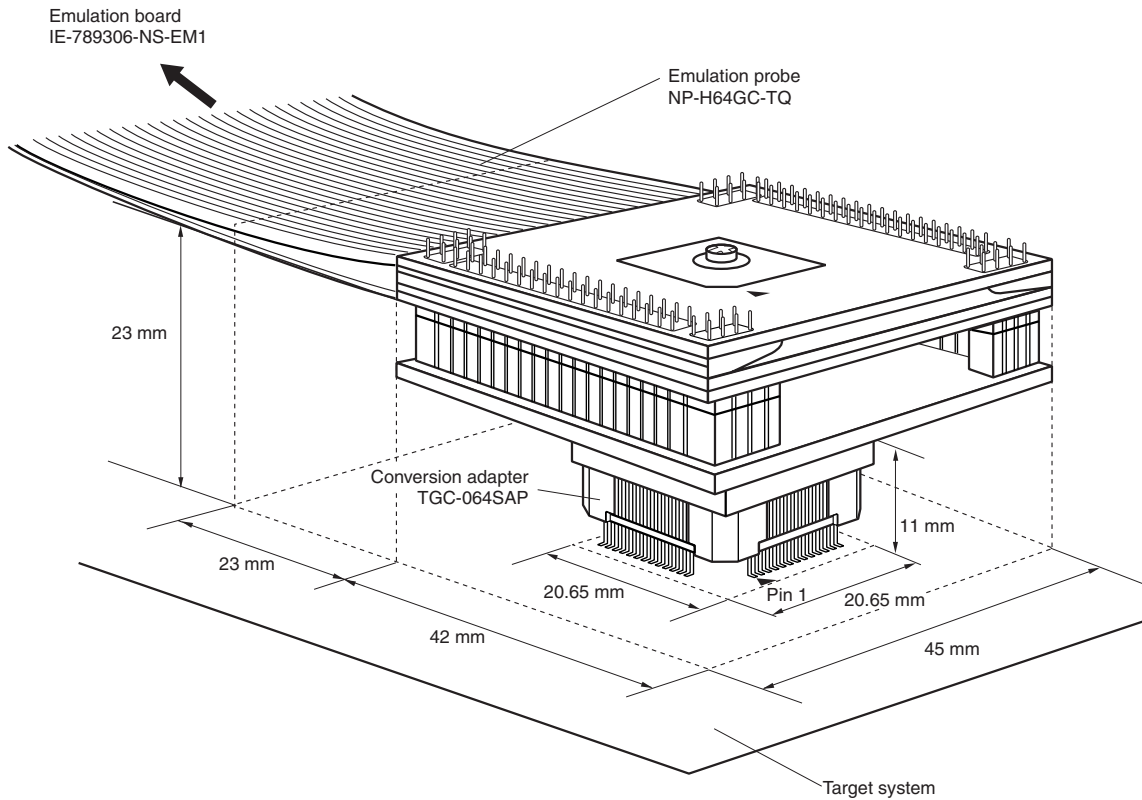 Emulation board
IE-789306-NS-EM1
Emulation probe
NP-H64GC-TQ
23 mm
Conversion adapter
TGC-064SAP
11 mm
23 mm
20.65 mm
Pin 1
20.65 mm
42 mm
45 mm
Target system